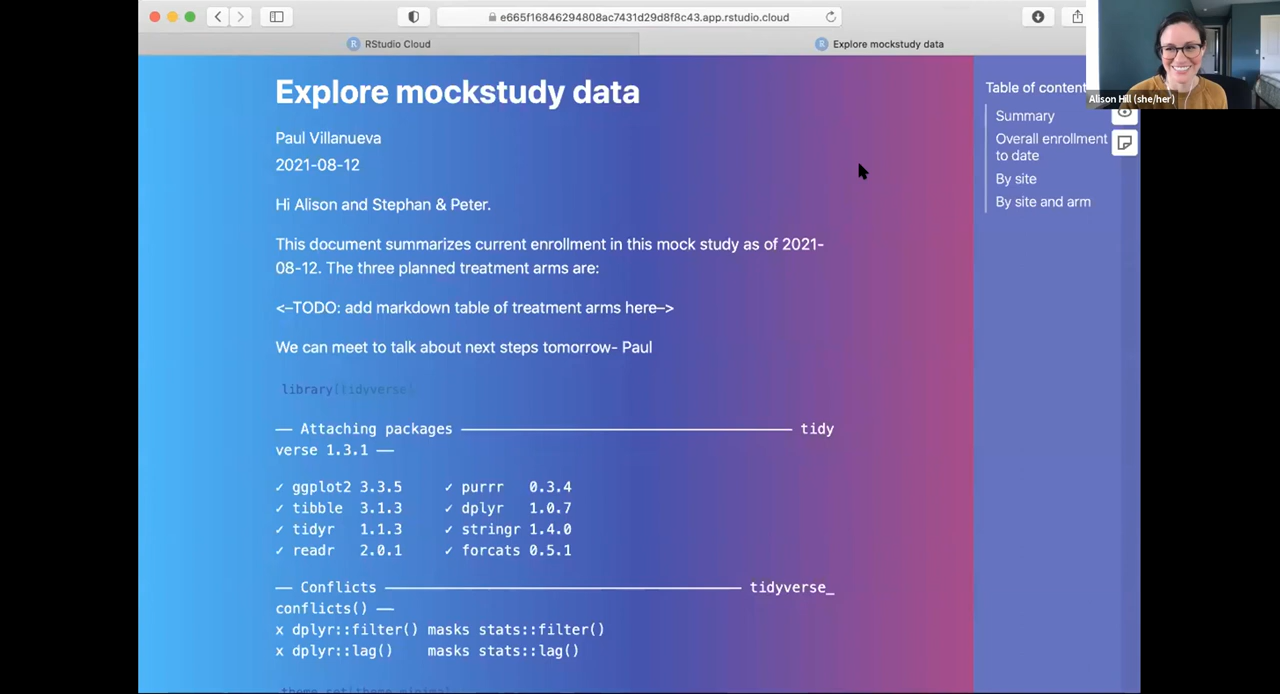 e665f16846294808ac7431d29d8f8c43.app.rstudio.cloud
RStudio Cloud
Explore mockstudy data
Explore mockstudy data
Paul Villanueva
2021-08-12
Hi Alison and Stephan & Peter.
This document summarizes current enrollment in this mock study as of 2021-
08-12. The three planned treatment arms are:
<–TODO: add markdown table of treatment arms here–>
We can meet to talk about next steps tomorrow- Paul
library(tidyverse)
── Attaching packages ─────────────────────────────────────── tidy
verse 1.3.1 ──
✓ ggplot2 3.3.5     ✓ purrr   0.3.4
✓ tibble  3.1.3     ✓ dplyr   1.0.7
✓ tidyr   1.1.3     ✓ stringr 1.4.0
✓ readr   2.0.1     ✓ forcats 0.5.1
── Conflicts ────────────────────────────────────────── tidyverse_
conflicts() ──
x dplyr::filter() masks stats::filter()
x dplyr::lag()    masks stats::lag()
theme_set(theme_minimal)
Table of content
Summary
Overall enrollment
to date
By site
By site and arm
Alison Hill (she/her)